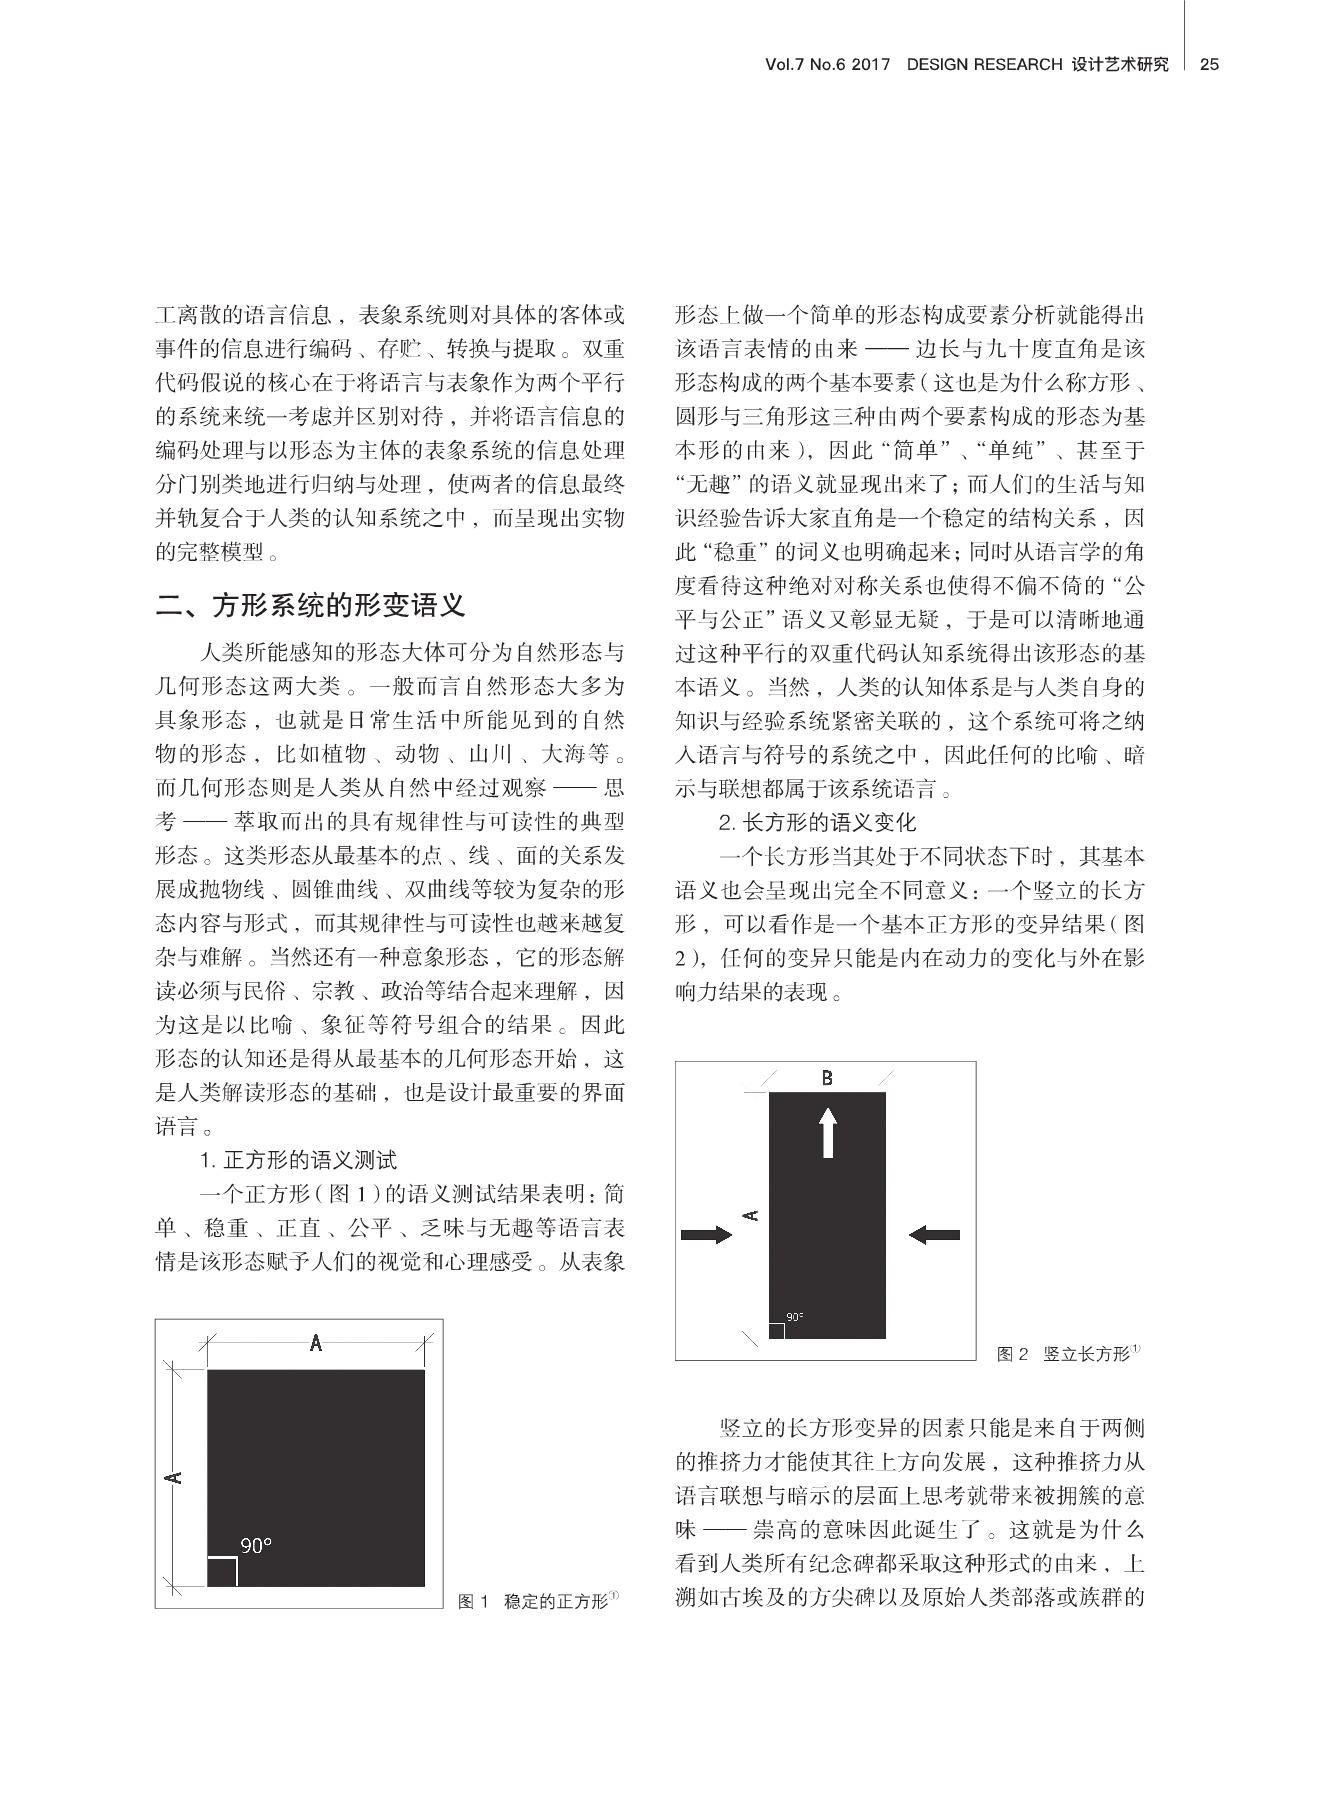 Vol.7 No.6 2017 DESIGN RESEARCH 设计艺术研究 25
工离散的语言信息，表象系统则对具体的客体或
事件的信息进行编码、存贮、转换与提取。双重
代码假说的核心在于将语言与表象作为两个平行
的系统来统一考虑并区别对待，并将语言信息的
编码处理与以形态为主体的表象系统的信息处理
分门别类地进行归纳与处理，使两者的信息最终
并轨复合于人类的认知系统之中，而呈现出实物
的完整模型。
二、方形系统的形变语义
人类所能感知的形态大体可分为自然形态与
几何形态这两大类。一般而言自然形态大多为
具象形态，也就是日常生活中所能见到的自然
物的形态，比如植物、动物、山川、大海等。
而几何形态则是人类从自然中经过观察——思
考——萃取而出的具有规律性与可读性的典型
形态。这类形态从最基本的点、线、面的关系发
展成抛物线、圆锥曲线、双曲线等较为复杂的形
态内容与形式，而其规律性与可读性也越来越复
杂与难解。当然还有一种意象形态，它的形态解
读必须与民俗、宗教、政治等结合起来理解，因
为这是以比喻、象征等符号组合的结果。因此
形态的认知还是得从最基本的几何形态开始，这
是人类解读形态的基础，也是设计最重要的界面
语言。
1. 正方形的语义测试
一个正方形（图 1）的语义测试结果表明：简
单、稳重、正直、公平、乏味与无趣等语言表
情是该形态赋予人们的视觉和心理感受。从表象
A
A
90°
图 1 稳定的正方形①
形态上做一个简单的形态构成要素分析就能得出
该语言表情的由来——边长与九十度直角是该
形态构成的两个基本要素（这也是为什么称方形、
圆形与三角形这三种由两个要素构成的形态为基
本形的由来），因此“简单”、“单纯”、甚至于
“无趣”的语义就显现出来了；而人们的生活与知
识经验告诉大家直角是一个稳定的结构关系，因
此“稳重”的词义也明确起来；同时从语言学的角
度看待这种绝对对称关系也使得不偏不倚的“公
平与公正”语义又彰显无疑，于是可以清晰地通
过这种平行的双重代码认知系统得出该形态的基
本语义。当然，人类的认知体系是与人类自身的
知识与经验系统紧密关联的，这个系统可将之纳
入语言与符号的系统之中，因此任何的比喻、暗
示与联想都属于该系统语言。
2. 长方形的语义变化
一个长方形当其处于不同状态下时，其基本
语义也会呈现出完全不同意义：一个竖立的长方
形，可以看作是一个基本正方形的变异结果（图
2），任何的变异只能是内在动力的变化与外在影
响力结果的表现。
B
A
90°
图 2 竖立长方形①
竖立的长方形变异的因素只能是来自于两侧
的推挤力才能使其往上方向发展，这种推挤力从
语言联想与暗示的层面上思考就带来被拥簇的意
味——崇高的意味因此诞生了。这就是为什么
看到人类所有纪念碑都采取这种形式的由来，上
溯如古埃及的方尖碑以及原始人类部落或族群的